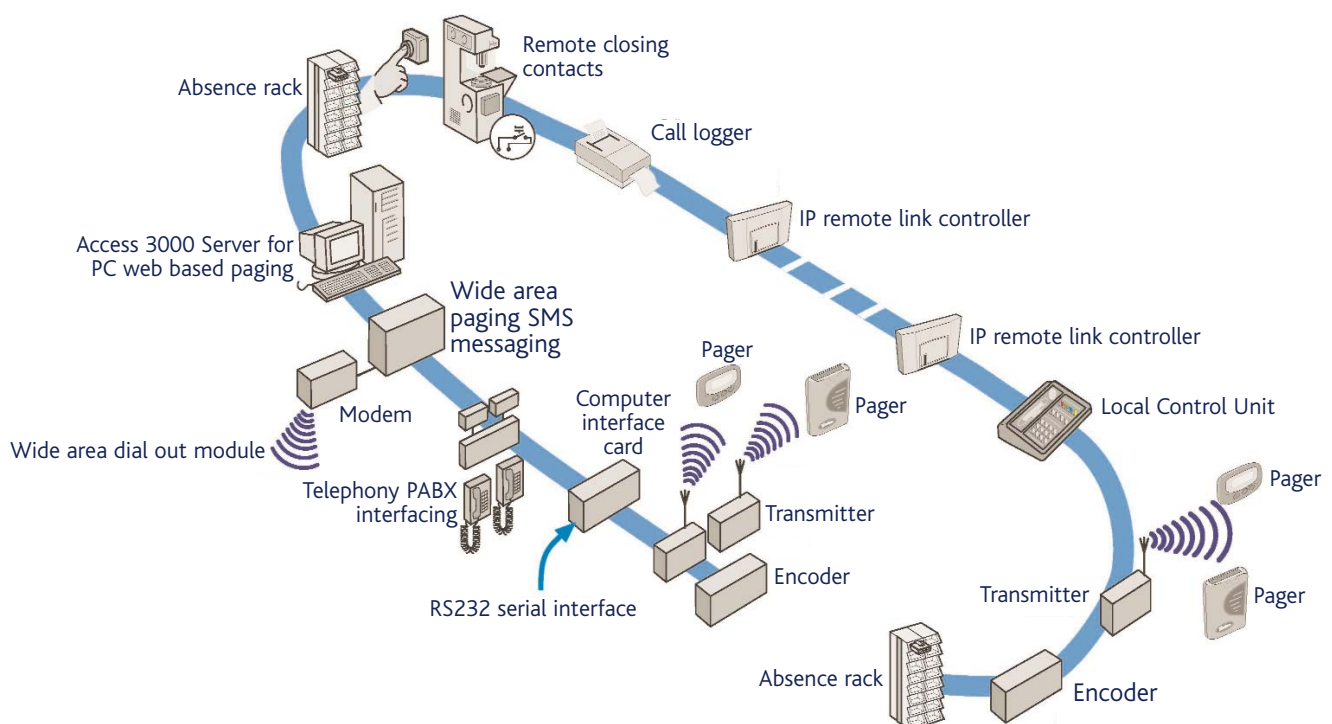 Remote closing
contacts
Absence rack
Call logger
IP remote link controller
Access 3000 Server for
PC web based paging
Wide area
paging SMS
messaging
IP remote link controller
Pager
Computer
interface
card
Pager
Modem
Local Control Unit
Wide area dial out module
Telephony PABX
interfacing
Transmitter
Pager
Encoder
RS232 serial interface
Transmitter
Pager
Absence rack
Encoder